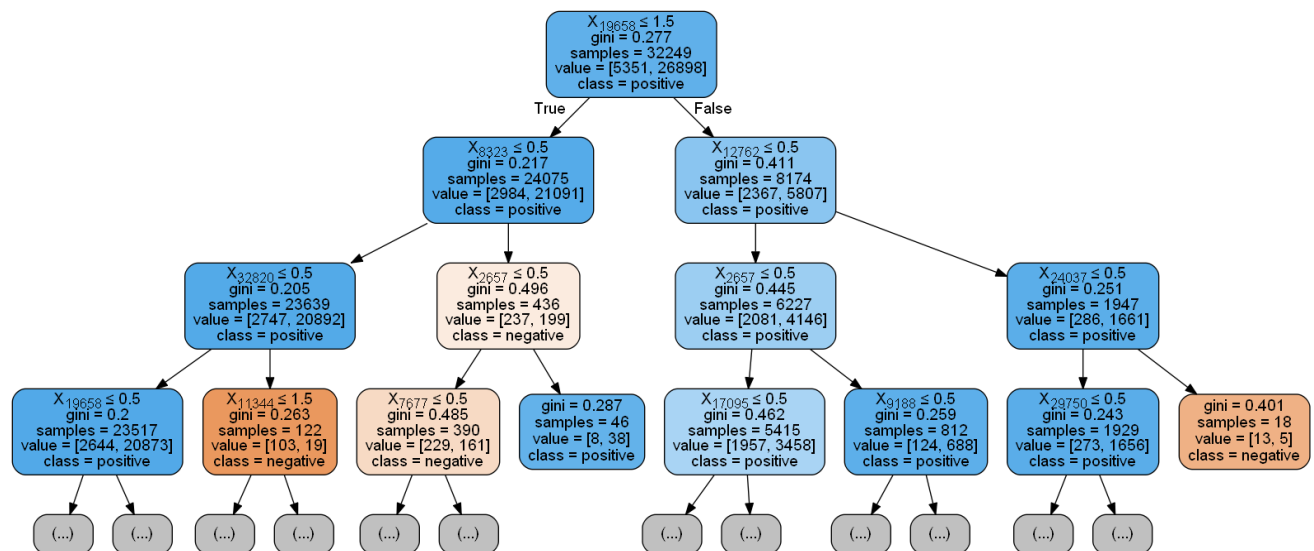 X19658 ≤ 1.5
gini = 0.277
samples = 32249
value = [5351, 26898]
class = positive
True
False
X8323 ≤ 0.5
gini = 0.217
samples = 24075
value = [2984, 21091]
class = positive
X12762 ≤ 0.5
gini = 0.411
samples = 8174
value = [2367, 5807]
class = positive
X32820 ≤ 0.5
gini = 0.205
samples = 23639
value = [2747, 20892]
class = positive
X2657 ≤ 0.5
gini = 0.496
samples = 436
value = [237, 199]
class = negative
X2657 ≤ 0.5
gini = 0.445
samples = 6227
value = [2081, 4146]
class = positive
X24037 ≤ 0.5
gini = 0.251
samples = 1947
value = [286, 1661]
class = positive
X19658 ≤ 0.5
gini = 0.2
samples = 23517
value = [2644, 20873]
class = positive
X11344 ≤ 1.5
gini = 0.263
samples = 122
value = [103, 19]
class = negative
X7677 ≤ 0.5
gini = 0.485
samples = 390
value = [229, 161]
class = negative
gini = 0.287
samples = 46
value = [8, 38]
class = positive
X17095 ≤ 0.5
gini = 0.462
samples = 5415
value = [1957, 3458]
class = positive
X9188 ≤ 0.5
gini = 0.259
samples = 812
value = [124, 688]
class = positive
X29750 ≤ 0.5
gini = 0.243
samples = 1929
value = [273, 1656]
class = positive
gini = 0.401
samples = 18
value = [13, 5]
class = negative
(...)
(...)
(...)
(...)
(...)
(...)
(...)
(...)
(...)
(...)
(...)
(...)